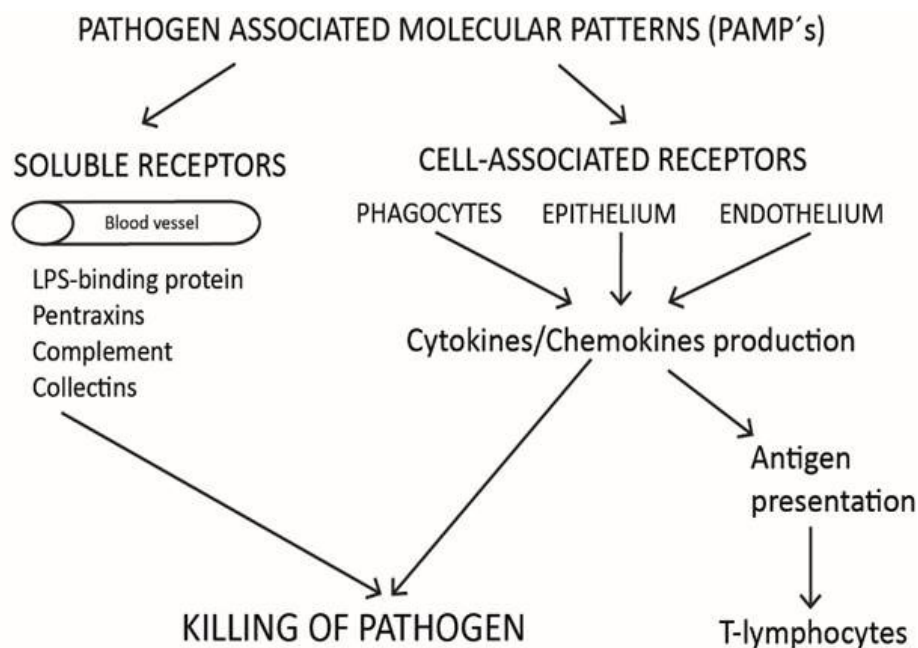 PATHOGEN ASSOCIATED MOLECULAR PATTERNS (PAMP´s)
SOLUBLE RECEPTORS
Blood vessel
LPS-binding protein
Pentraxins
Complement
Collectins
CELL-ASSOCIATED RECEPTORS
PHAGOCYTES EPITHELIUM ENDOTHELIUM
Cytokines/Chemokines production
Antigen
presentation
KILLING OF PATHOGEN
T-lymphocytes